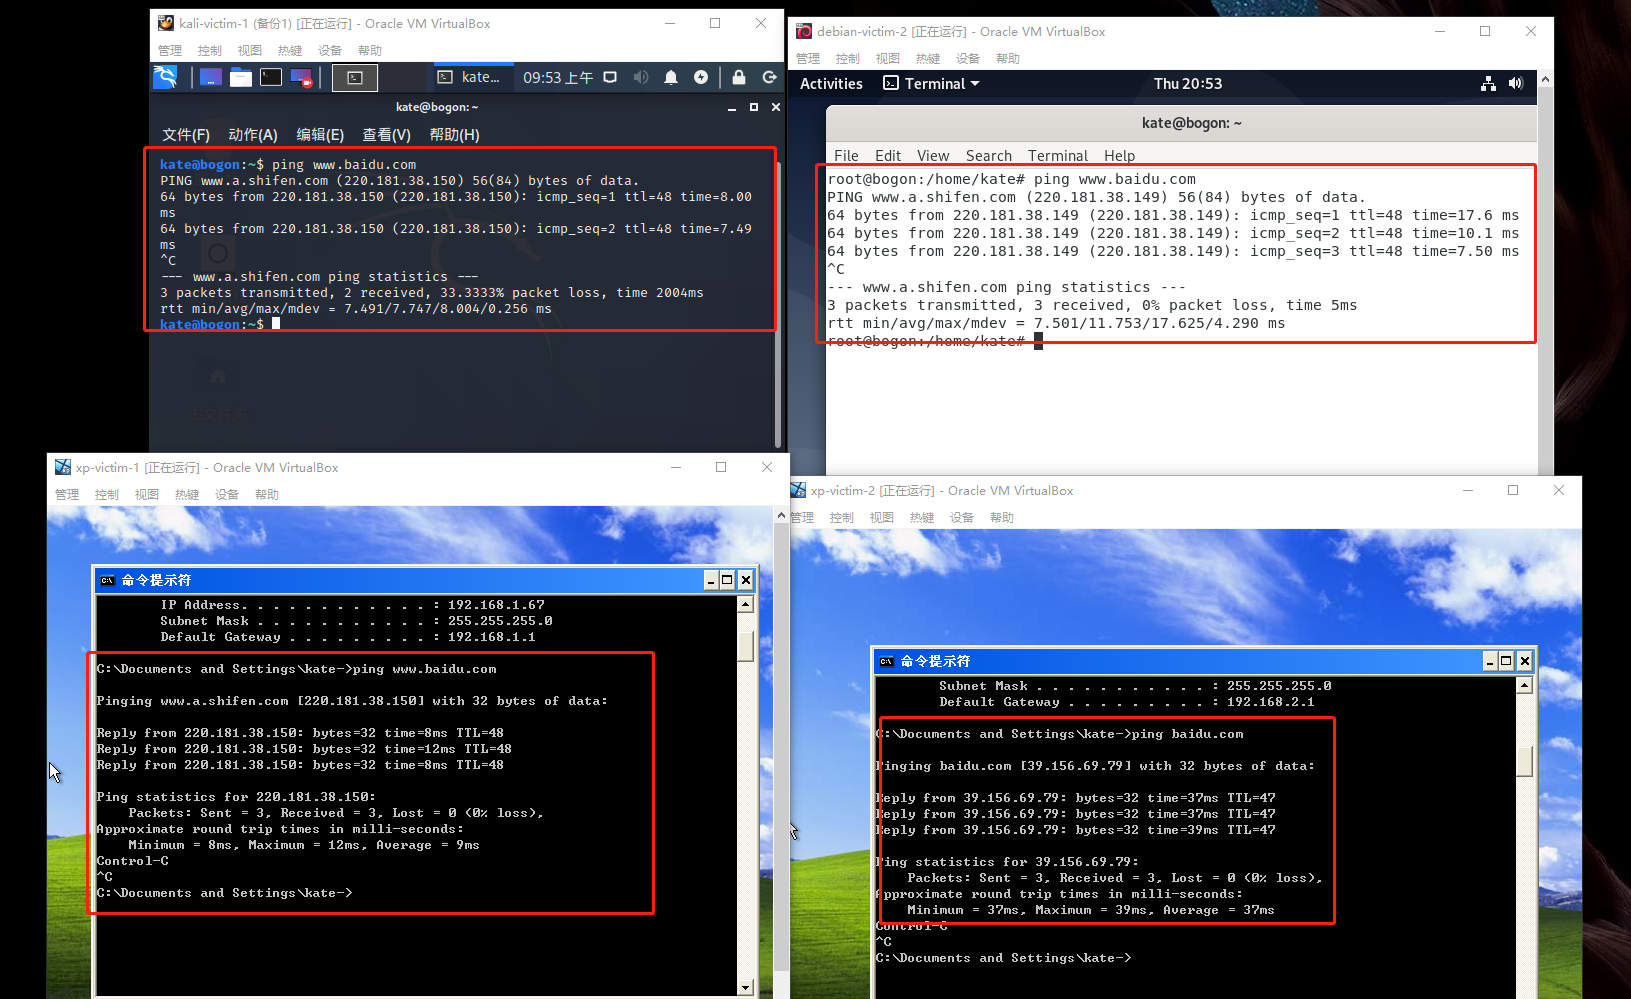 kali-victim-1 (备份1) [正在运行] - Oracle VM VirtualBox
管理 控制 视图 热键 设备 帮助
kate... 09:53 上午
kate@bogon: ~
文件(F) 动作(A) 编辑(E) 查看(V) 帮助(H)
kate@bogon:~$ ping www.baidu.com
PING www.a.shifen.com (220.181.38.150) 56(84) bytes of data.
64 bytes from 220.181.38.150 (220.181.38.150): icmp_seq=1 ttl=48 time=8.00
ms
64 bytes from 220.181.38.150 (220.181.38.150): icmp_seq=2 ttl=48 time=7.49
ms
^C
--- www.a.shifen.com ping statistics ---
3 packets transmitted, 2 received, 33.3333% packet loss, time 2004ms
rtt min/avg/max/mdev = 7.491/7.747/8.004/0.256 ms
kate@bogon:~$
主文件夹
debian-victim-2 [正在运行] - Oracle VM VirtualBox
管理 控制 视图 热键 设备 帮助
Activities Terminal Thu 20:53
kate@bogon: ~
File Edit View Search Terminal Help
root@bogon:/home/kate# ping www.baidu.com
PING www.a.shifen.com (220.181.38.149) 56(84) bytes of data.
64 bytes from 220.181.38.149 (220.181.38.149): icmp_seq=1 ttl=48 time=17.6 ms
64 bytes from 220.181.38.149 (220.181.38.149): icmp_seq=2 ttl=48 time=10.1 ms
64 bytes from 220.181.38.149 (220.181.38.149): icmp_seq=3 ttl=48 time=7.50 ms
^C
--- www.a.shifen.com ping statistics ---
3 packets transmitted, 3 received, 0% packet loss, time 5ms
rtt min/avg/max/mdev = 7.501/11.753/17.625/4.290 ms
root@bogon:/home/kate#
xp-victim-1 [正在运行] - Oracle VM VirtualBox
管理 控制 视图 热键 设备 帮助
命令提示符
IP Address. . . . . . . . . . . . : 192.168.1.67
Subnet Mask . . . . . . . . . . . : 255.255.255.0
Default Gateway . . . . . . . . . : 192.168.1.1
C:\Documents and Settings\kate->ping www.baidu.com
Pinging www.a.shifen.com [220.181.38.150] with 32 bytes of data:
Reply from 220.181.38.150: bytes=32 time=8ms TTL=48
Reply from 220.181.38.150: bytes=32 time=12ms TTL=48
Reply from 220.181.38.150: bytes=32 time=8ms TTL=48
Ping statistics for 220.181.38.150:
Packets: Sent = 3, Received = 3, Lost = 0 (0% loss),
Approximate round trip times in milli-seconds:
Minimum = 8ms, Maximum = 12ms, Average = 9ms
Control-C
^C
C:\Documents and Settings\kate->
xp-victim-2 [正在运行] - Oracle VM VirtualBox
管理 控制 视图 热键 设备 帮助
命令提示符
Subnet Mask . . . . . . . . . . . : 255.255.255.0
Default Gateway . . . . . . . . . : 192.168.2.1
C:\Documents and Settings\kate->ping baidu.com
Pinging baidu.com [39.156.69.79] with 32 bytes of data:
Reply from 39.156.69.79: bytes=32 time=37ms TTL=47
Reply from 39.156.69.79: bytes=32 time=37ms TTL=47
Reply from 39.156.69.79: bytes=32 time=39ms TTL=47
Ping statistics for 39.156.69.79:
Packets: Sent = 3, Received = 3, Lost = 0 (0% loss),
Approximate round trip times in milli-seconds:
Minimum = 37ms, Maximum = 39ms, Average = 37ms
Control-C
^C
C:\Documents and Settings\kate->